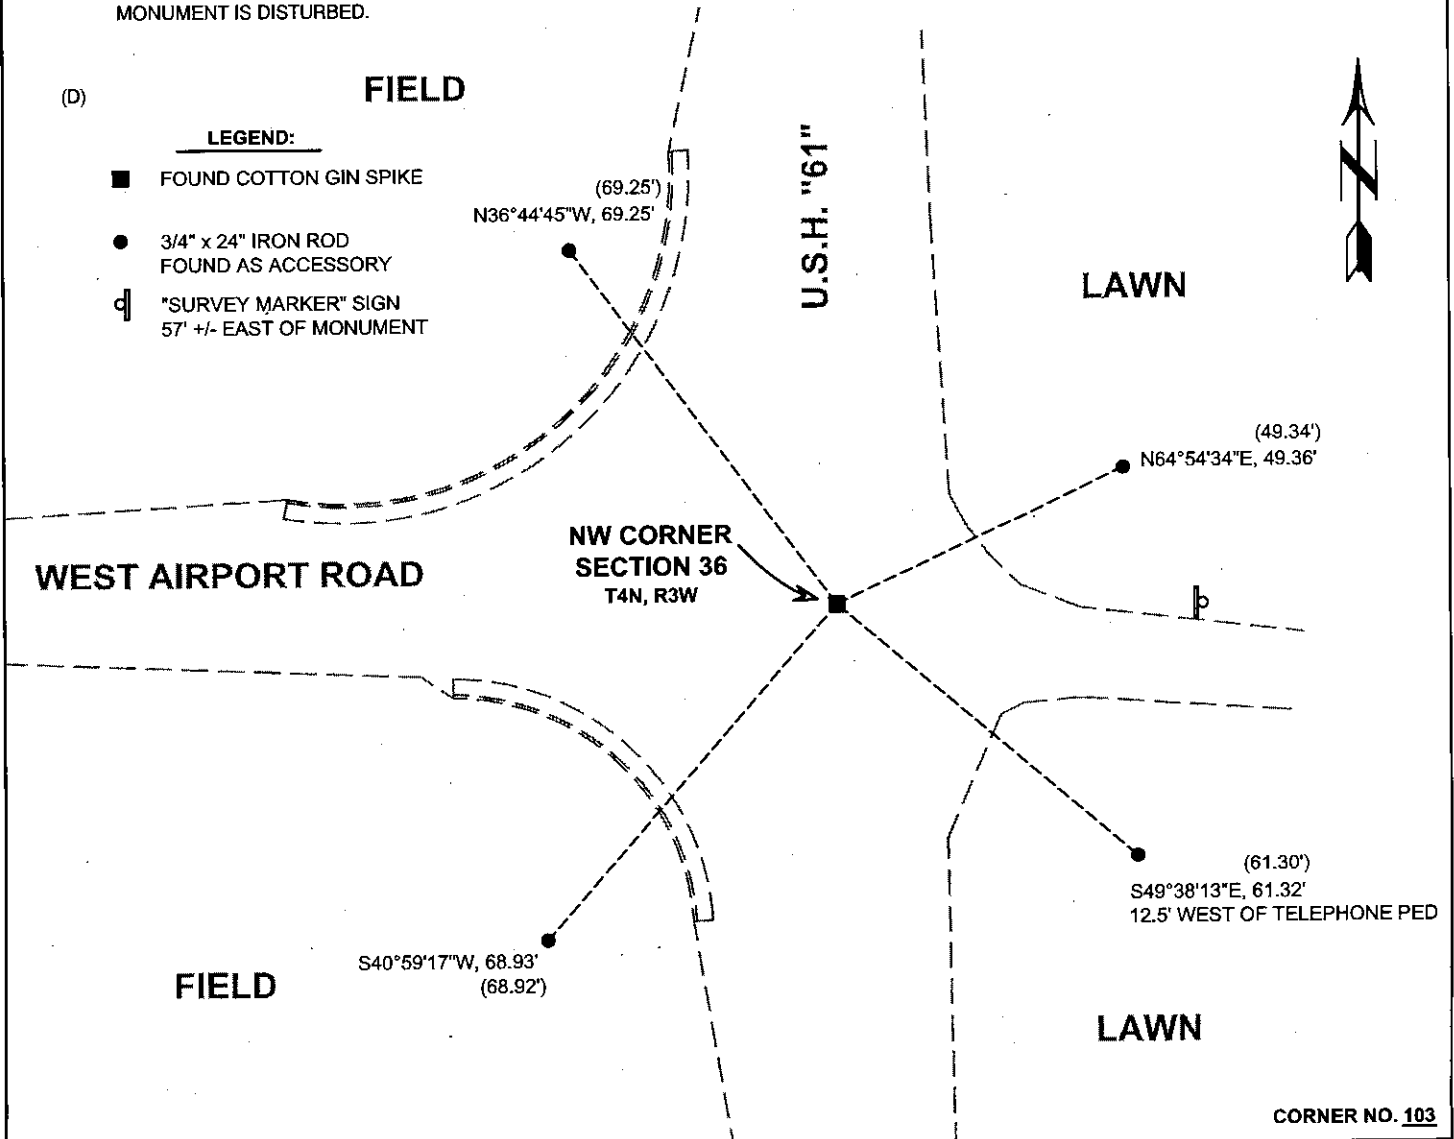 MONUMENT IS DISTURBED.
(D)
FIELD
LEGEND:
FOUND COTTON GIN SPIKE
3/4" x 24" IRON ROD
FOUND AS ACCESSORY
"SURVEY MARKER" SIGN
57' +/- EAST OF MONUMENT
(69.25')
N36°44'45"W, 69.25'
U.S.H. "61"
N
LAWN
(49.34')
N64°54'34"E, 49.36'
NW CORNER
SECTION 36
T4N, R3W
WEST AIRPORT ROAD
(61.30')
S49°38'13"E, 61.32'
12.5' WEST OF TELEPHONE PED
S40°59'17"W, 68.93'
(68.92')
FIELD
LAWN
CORNER NO. 103